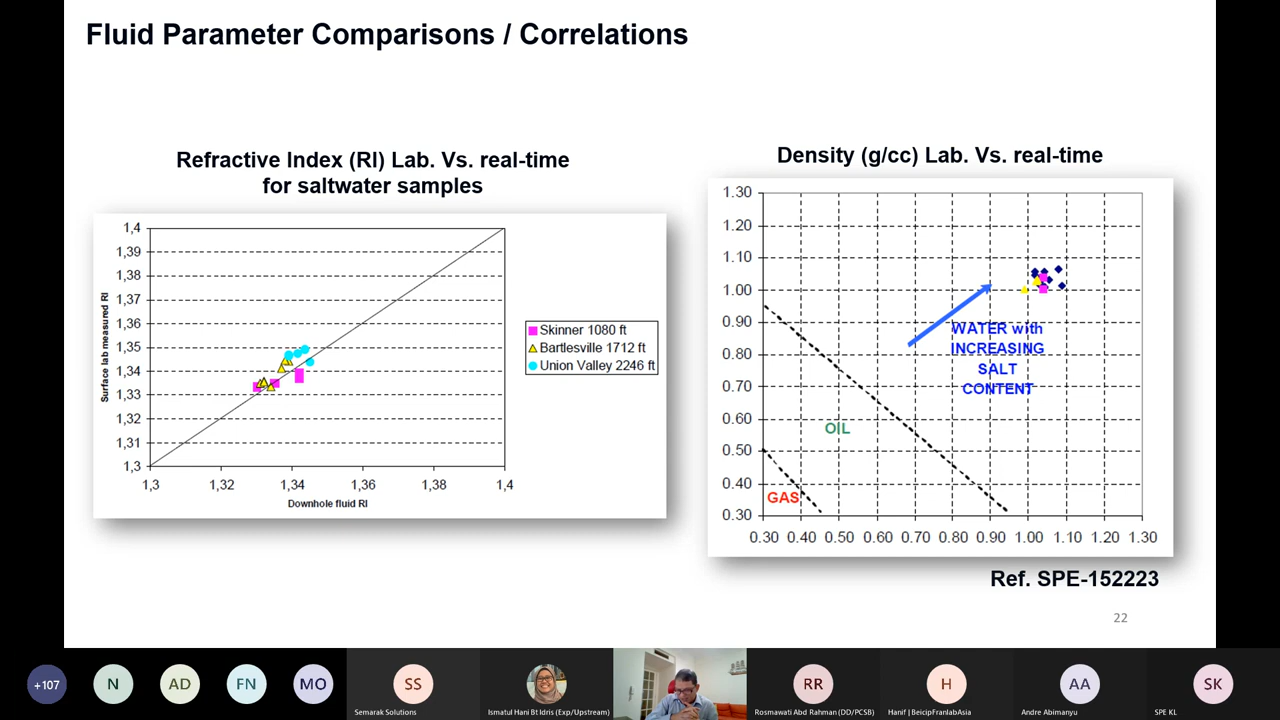 Fluid Parameter Comparisons / Correlations
Refractive Index (RI) Lab. Vs. real-time
for saltwater samples
1,4
1,39
1,38
1,37
1,36
1,35
1,34
1,33
1,32
1,31
1,3
Surface lab measured RI
1,3
1,32
1,34
1,36
1,38
1,4
Downhole fluid RI
Skinner 1080 ft
Bartlesville 1712 ft
Union Valley 2246 ft
Density (g/cc) Lab. Vs. real-time
1.30
1.20
1.10
1.00
0.90
0.80
0.70
0.60
0.50
0.40
0.30
WATER with
INCREASING
SALT
CONTENT
OIL
GAS
0.30
0.40
0.50
0.60
0.70
0.80
0.90
1.00
1.10
1.20
1.30
Ref. SPE-152223
22
+107
N
AD
FN
MO
SS
Semarak Solutions
Ismatul Hani Bt Idris (Exp/Upstream)
RR
Rosmawati Abd Rahman (DD/PCSB)
H
Hanif | BeicipFranlabAsia
AA
Andre Abimanyu
SK
SPE KL